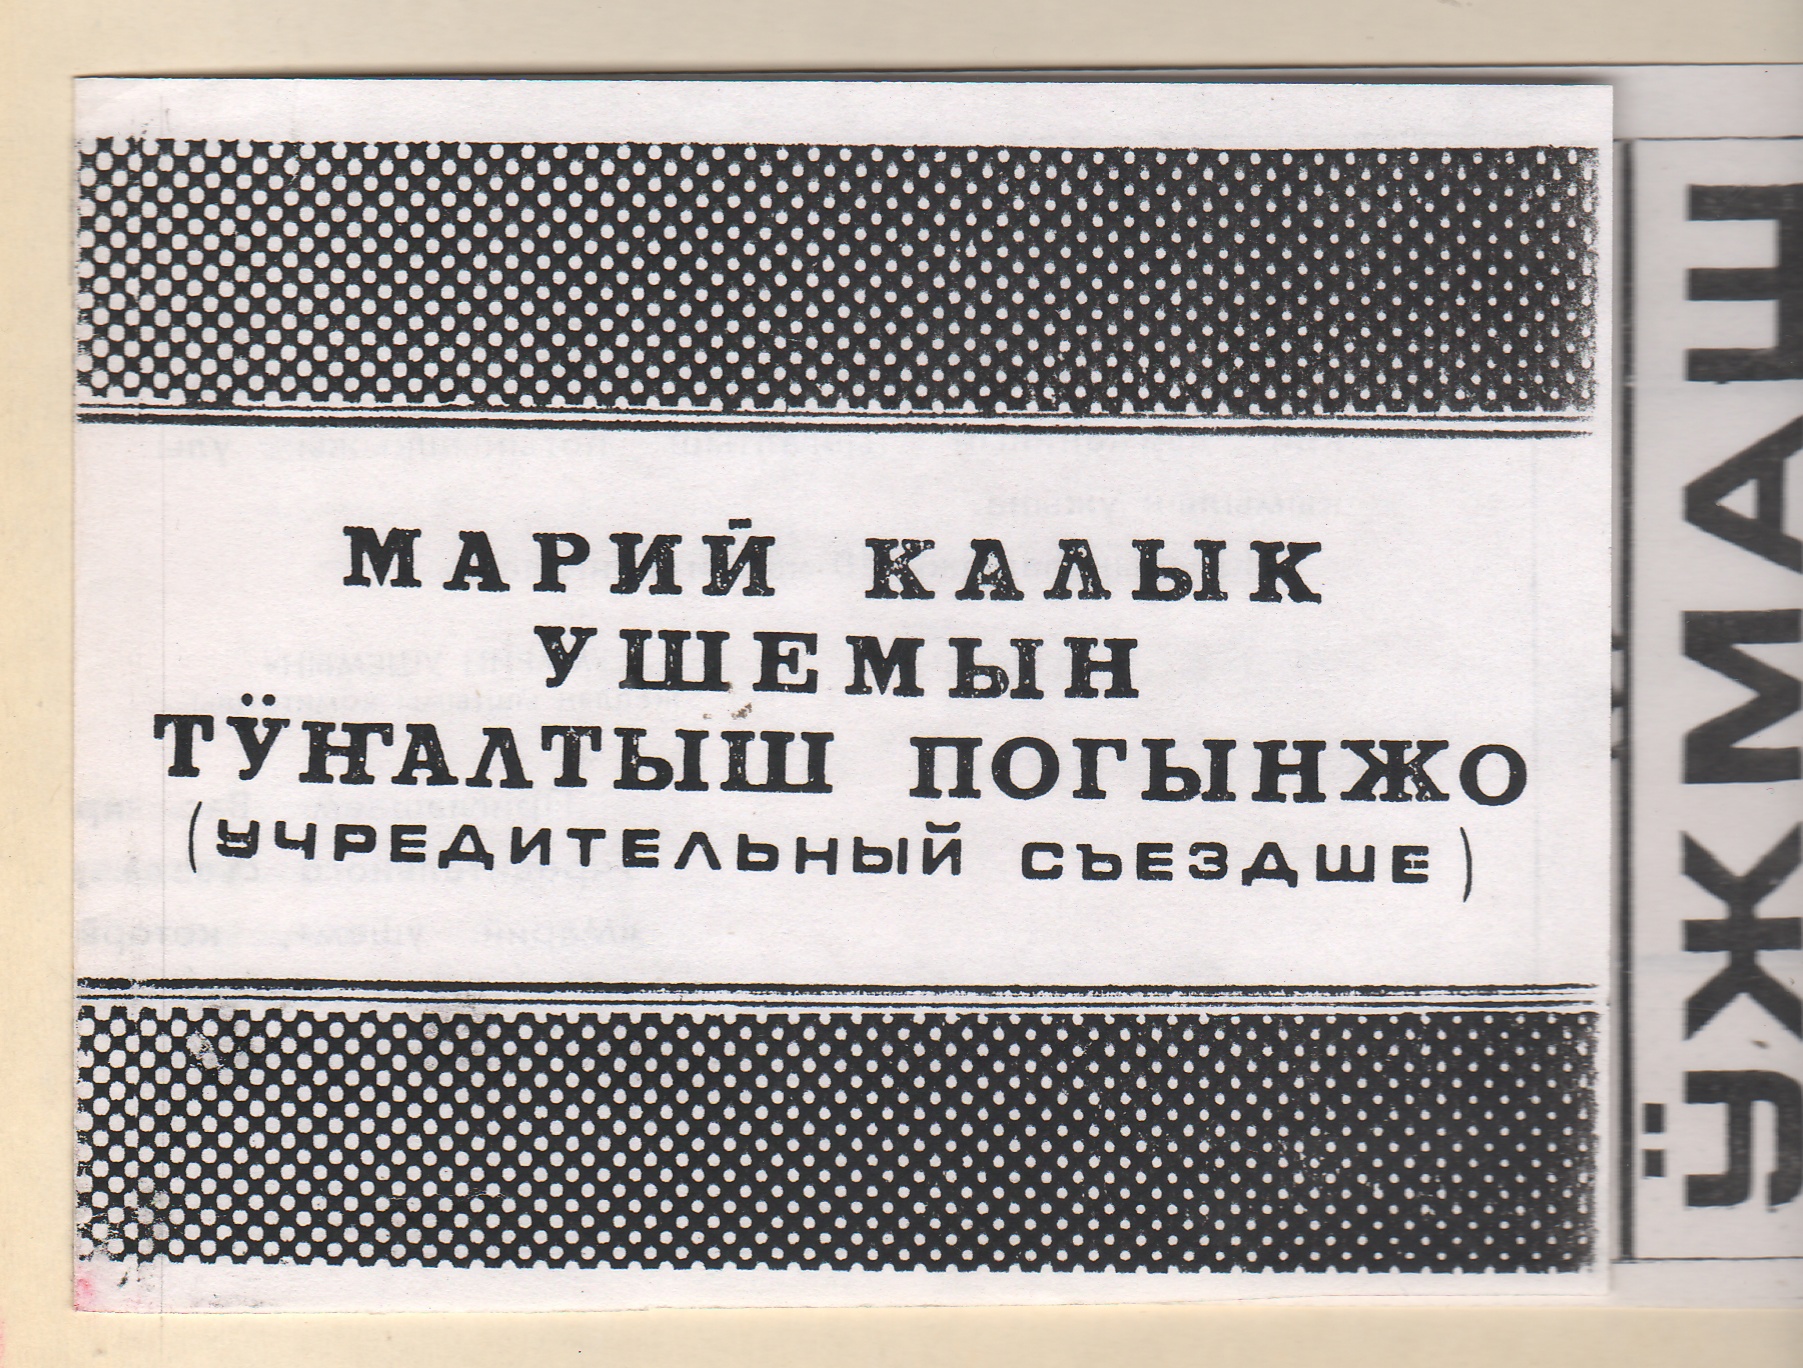 МАРИЙ КАЛЫК
УШЕМЫН
ТӰҤАЛТЫШ ПОГЫНЖО
(УЧРЕДИТЕЛЬНЫЙ СЪЕЗДШЕ)
ӰЖМАШ